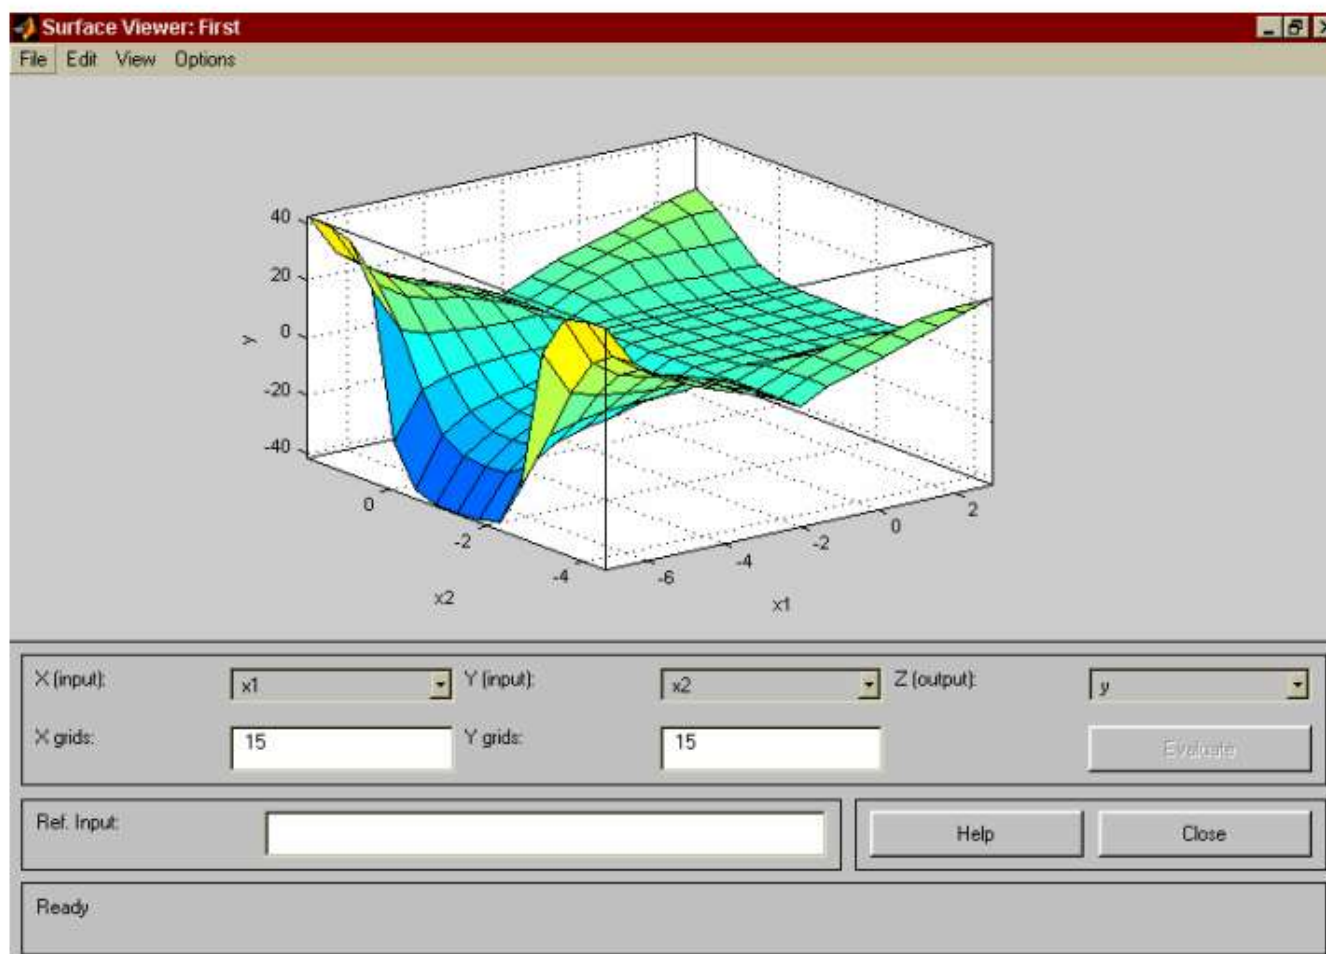 Surface Viewer: First
File Edit View Options
40
20
0
-20
-40
y
0
-2
-4
x2
-6
-4
-2
0
2
x1
X (input): x1 Y (input): x2 Z (output): y
X grids: 15 Y grids: 15 Evaluate
Ref. Input: Help Close
Ready